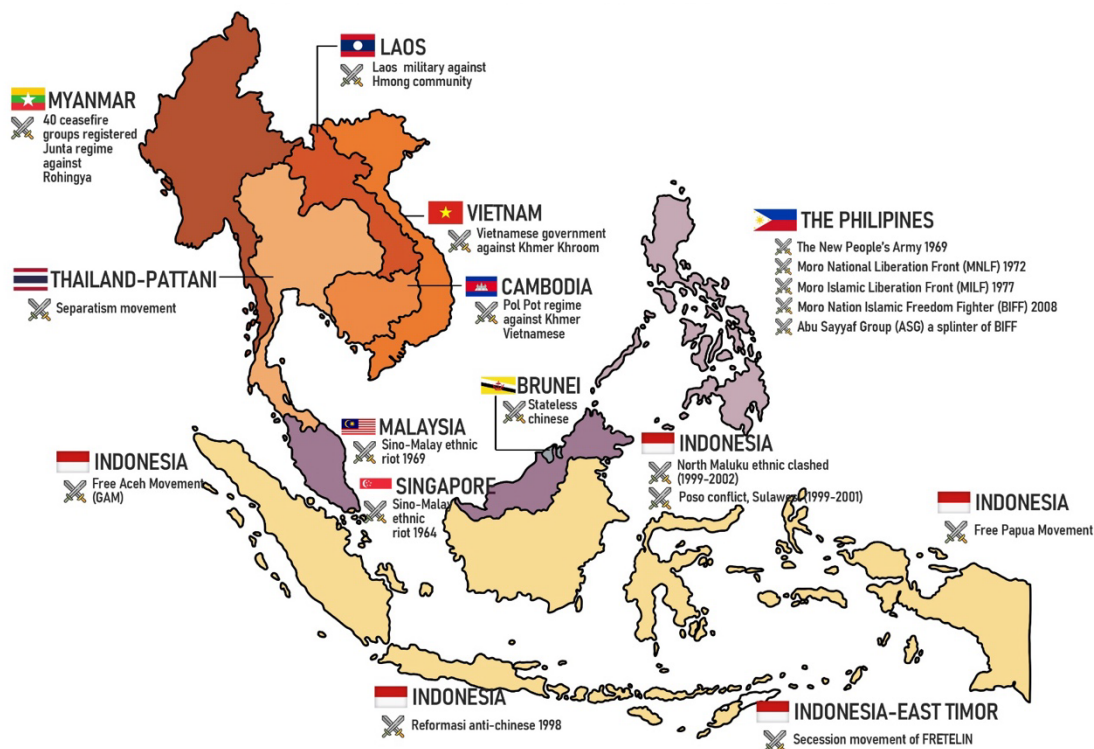 LAOS
Laos military against
Hmong community
MYANMAR
40 ceasefire
groups registered
Junta regime
against
Rohingya
VIETNAM
Vietnamese government
against Khmer Khroom
THE PHILIPINES
The New People's Army 1969
Moro National Liberation Front (MNLF) 1972
Moro Islamic Liberation Front (MILF) 1977
Moro Nation Islamic Freedom Fighter (BIFF) 2008
Abu Sayyaf Group (ASG) a splinter of BIFF
THAILAND-PATTANI
Separatism movement
CAMBODIA
Pol Pot regime
against Khmer
Vietnamese
BRUNEI
Stateless
chinese
MALAYSIA
Sino-Malay ethnic
riot 1969
INDONESIA
North Maluku ethnic clashed
(1999-2002)
Poso conflict, Sulawesi (1999-2001)
INDONESIA
Free Aceh Movement
(GAM)
SINGAPORE
Sino-Malay
ethnic
riot 1964
INDONESIA
Free Papua Movement
INDONESIA
Reformasi anti-chinese 1998
INDONESIA-EAST TIMOR
Secession movement of FRETELIN